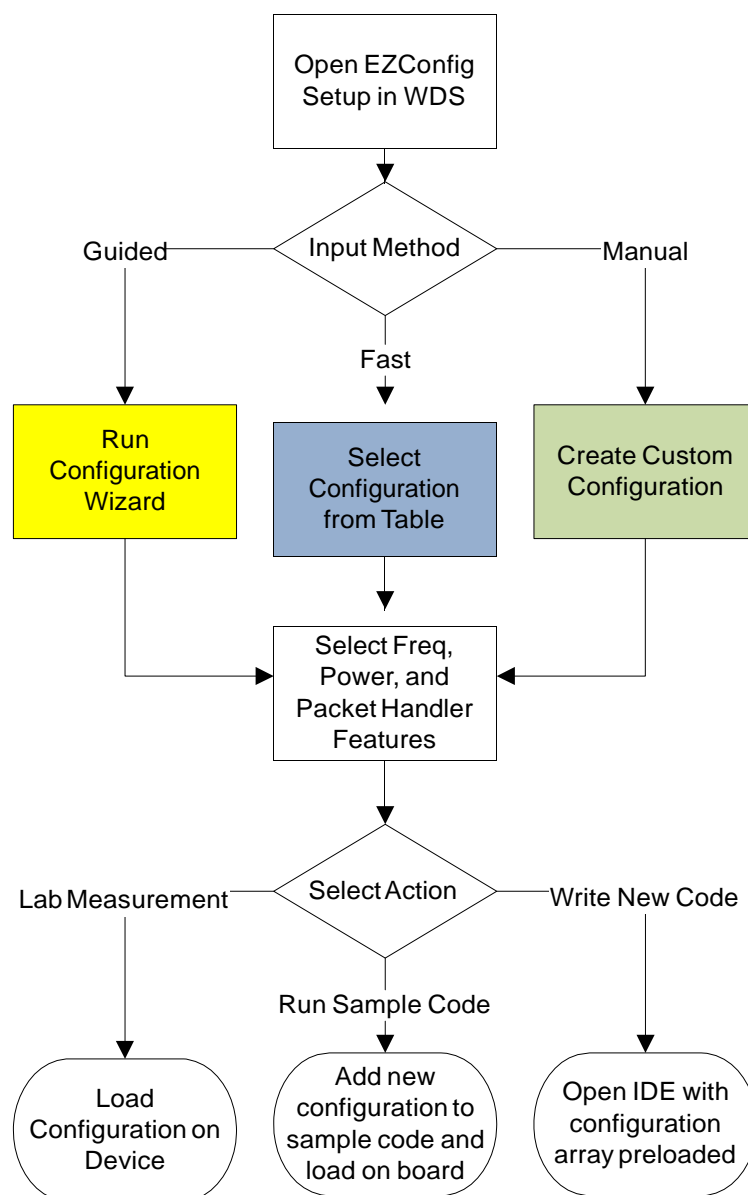 Open EZConfig
Setup in WDS
Input Method
Guided
Manual
Fast
Run
Configuration
Wizard
Select
Configuration
from Table
Create Custom
Configuration
Select Freq,
Power, and
Packet Handler
Features
Select Action
Lab Measurement
Write New Code
Run Sample Code
Load
Configuration on
Device
Add new
configuration to
sample code and
load on board
Open IDE with
configuration
array preloaded